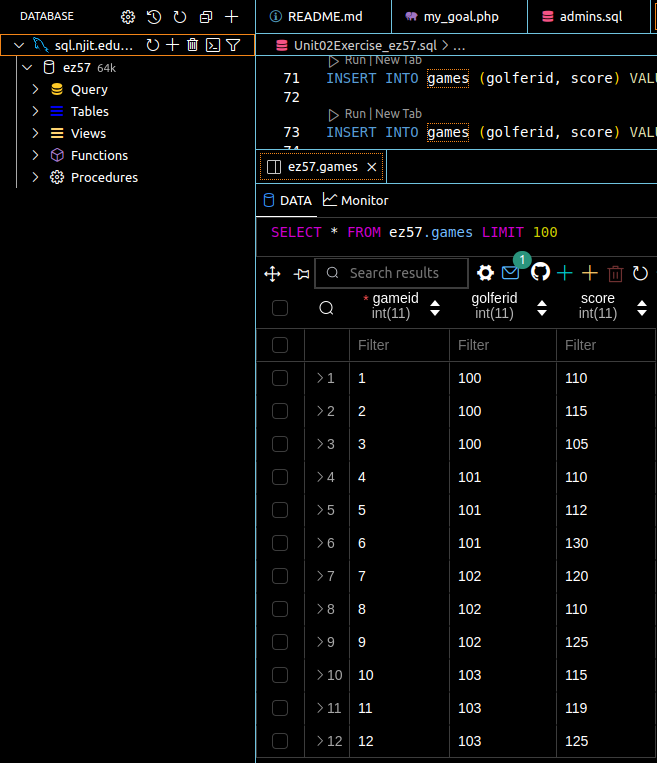 DATABASE
sql.njit.edu...
ez57 64k
Query
Tables
Views
Functions
Procedures
README.md
my_goal.php
admins.sql
Unit02Exercise_ez57.sql > ...
Run | New Tab
71 INSERT INTO games (golferid, score) VALU
72
Run | New Tab
73 INSERT INTO games (golferid, score) VALU
ez57.games
DATA Monitor
SELECT * FROM ez57.games LIMIT 100
Search results 1
* gameid golferid score
int(11) int(11) int(11)
Filter Filter Filter
1 1 100 110
2 2 100 115
3 3 100 105
4 4 101 110
5 5 101 112
6 6 101 130
7 7 102 120
8 8 102 110
9 9 102 125
10 10 103 115
11 11 103 119
12 12 103 125